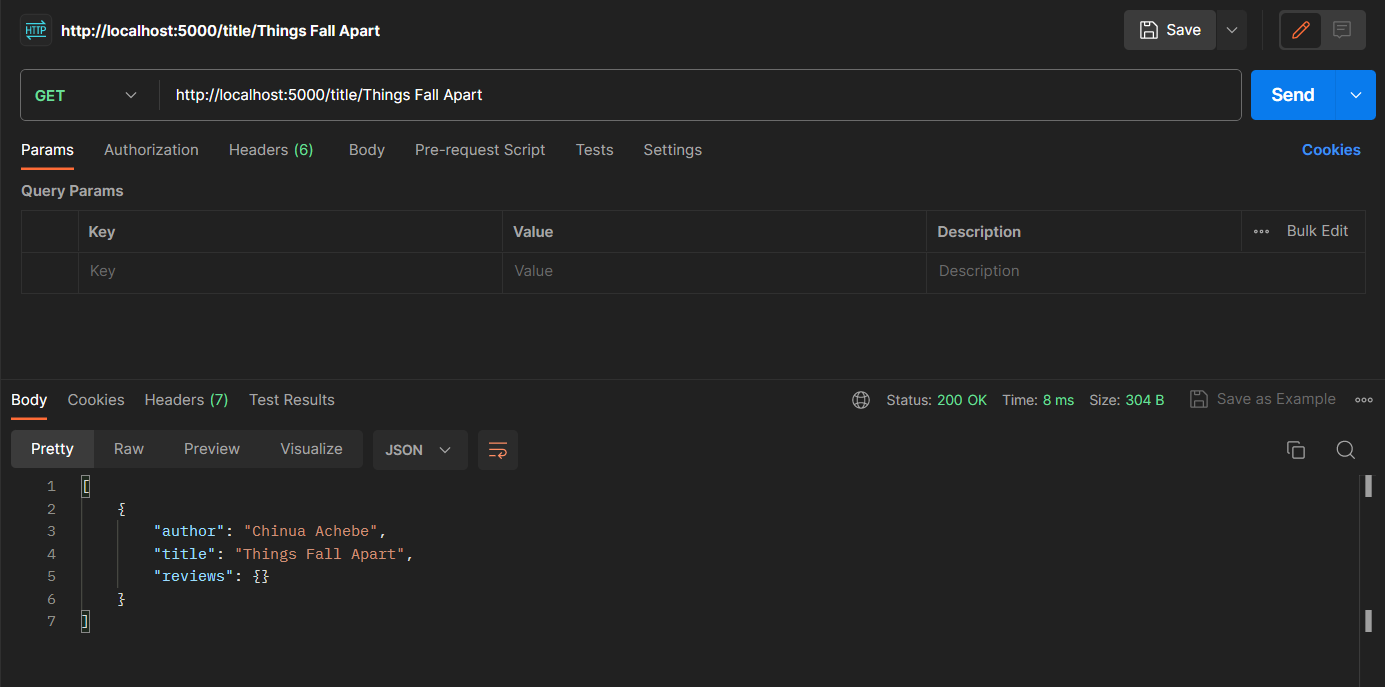 HTTP http://localhost:5000/title/Things Fall Apart Save
GET http://localhost:5000/title/Things Fall Apart Send
Params Authorization Headers (6) Body Pre-request Script Tests Settings Cookies
Query Params
Key Value Description ••• Bulk Edit
Key Value Description
Body Cookies Headers (7) Test Results Status: 200 OK Time: 8 ms Size: 304 B Save as Example •••
Pretty Raw Preview Visualize JSON
1 [
2 {
3 "author": "Chinua Achebe",
4 "title": "Things Fall Apart",
5 "reviews": {}
6 }
7 ]